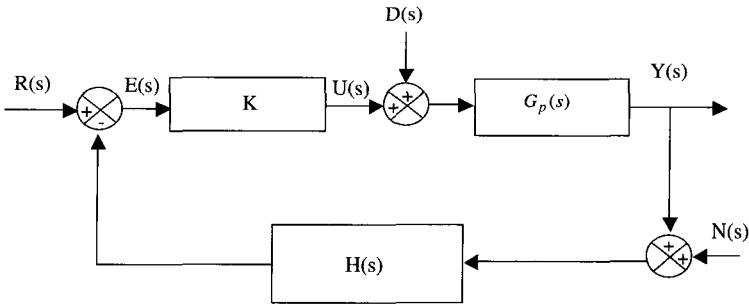 D(s)
R(s)
E(s)
K
U(s)
G_p(s)
Y(s)
+
-
+
+
+
+
N(s)
H(s)